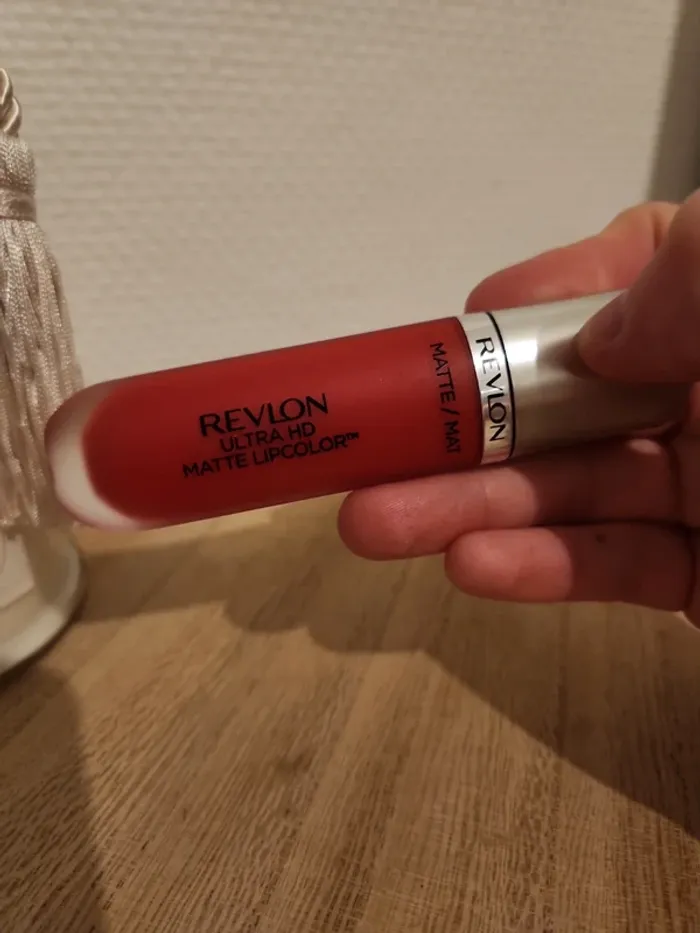 REVLON
ULTRA HD
MATTE LIPCOLOR™
MATTE / MAT
REVLON